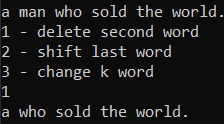 a man who sold the world.
1 - delete second word
2 - shift last word
3 - change k word
1
a who sold the world.